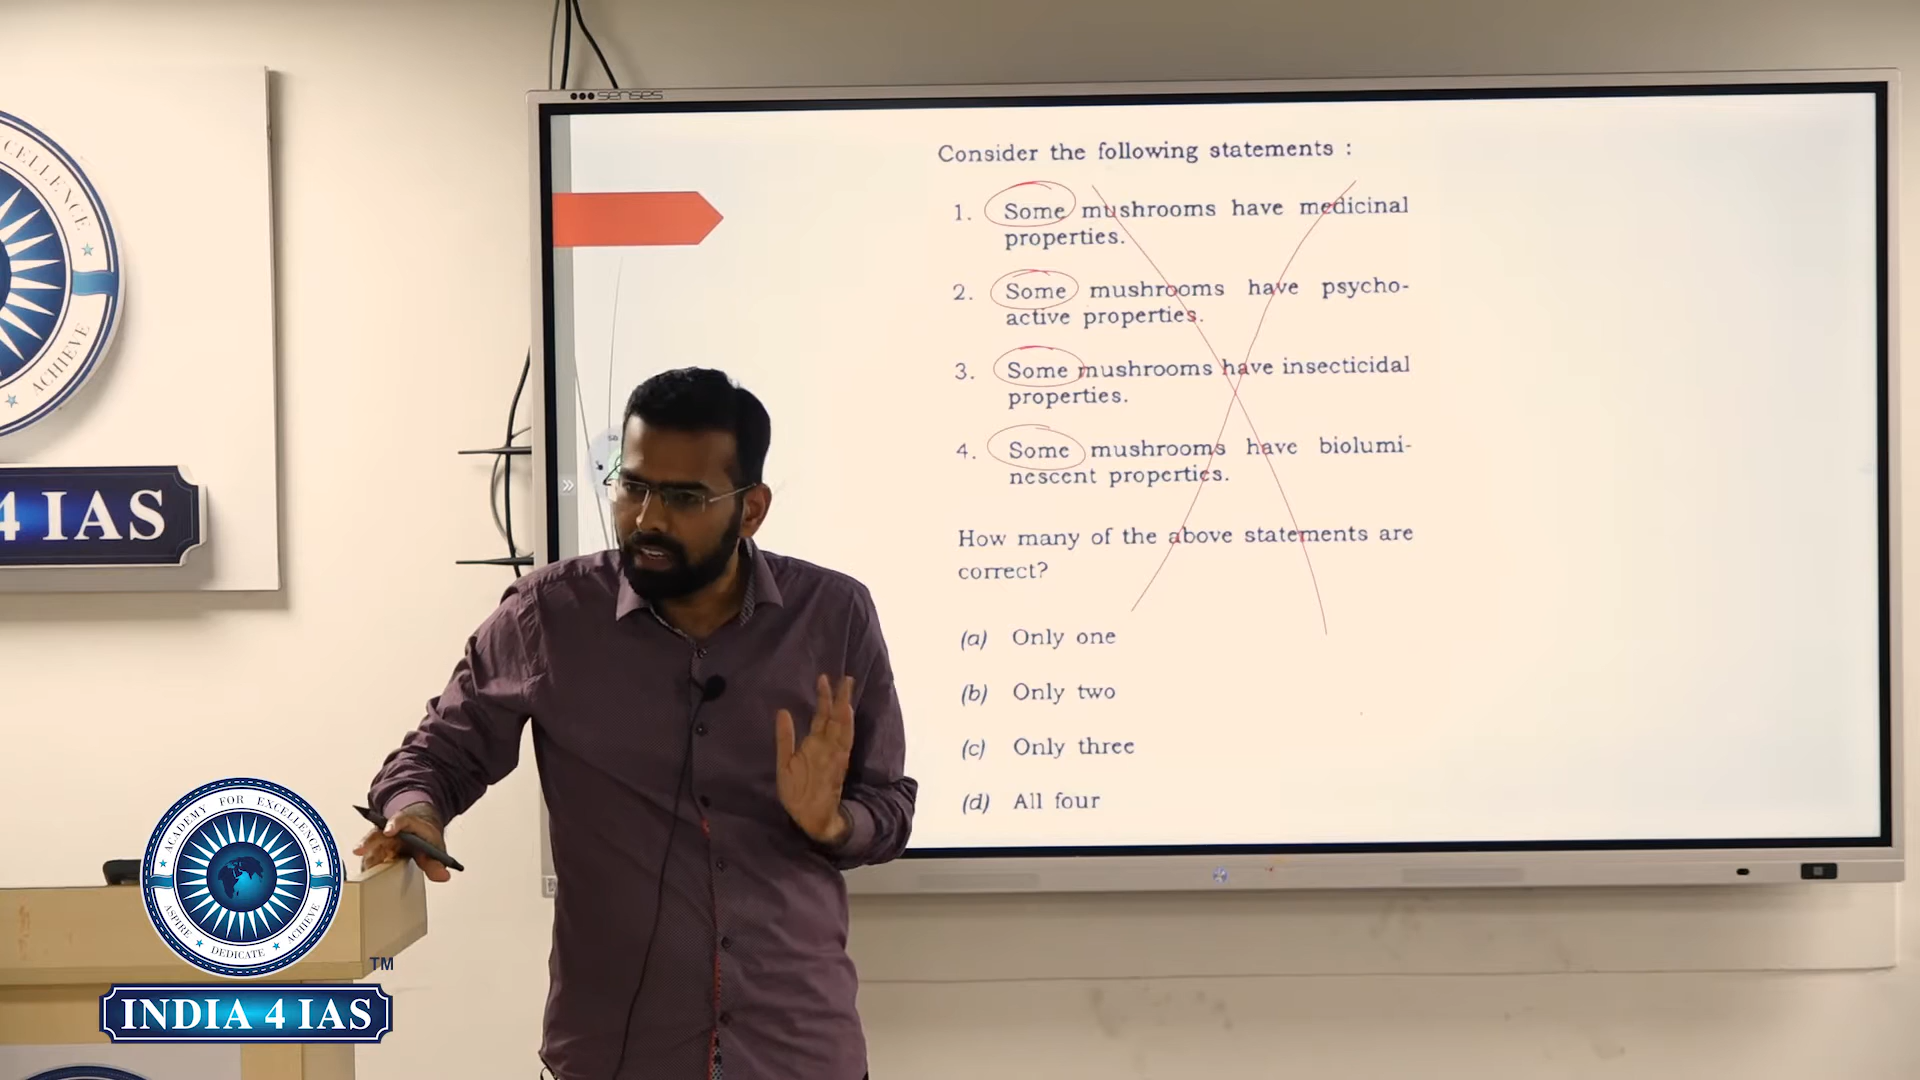 senses
EXCELLENCE
ACHIEVE
4 IAS
Consider the following statements :
1. Some mushrooms have medicinal
properties.
2. Some mushrooms have psycho-
active properties.
3. Some mushrooms have insecticidal
properties.
4. Some mushrooms have biolumi-
nescent properties.
How many of the above statements are
correct?
(a) Only one
(b) Only two
(c) Only three
(d) All four
ACADEMY FOR EXCELLENCE
ASPIRE DEDICATE ACHIEVE
TM
INDIA 4 IAS